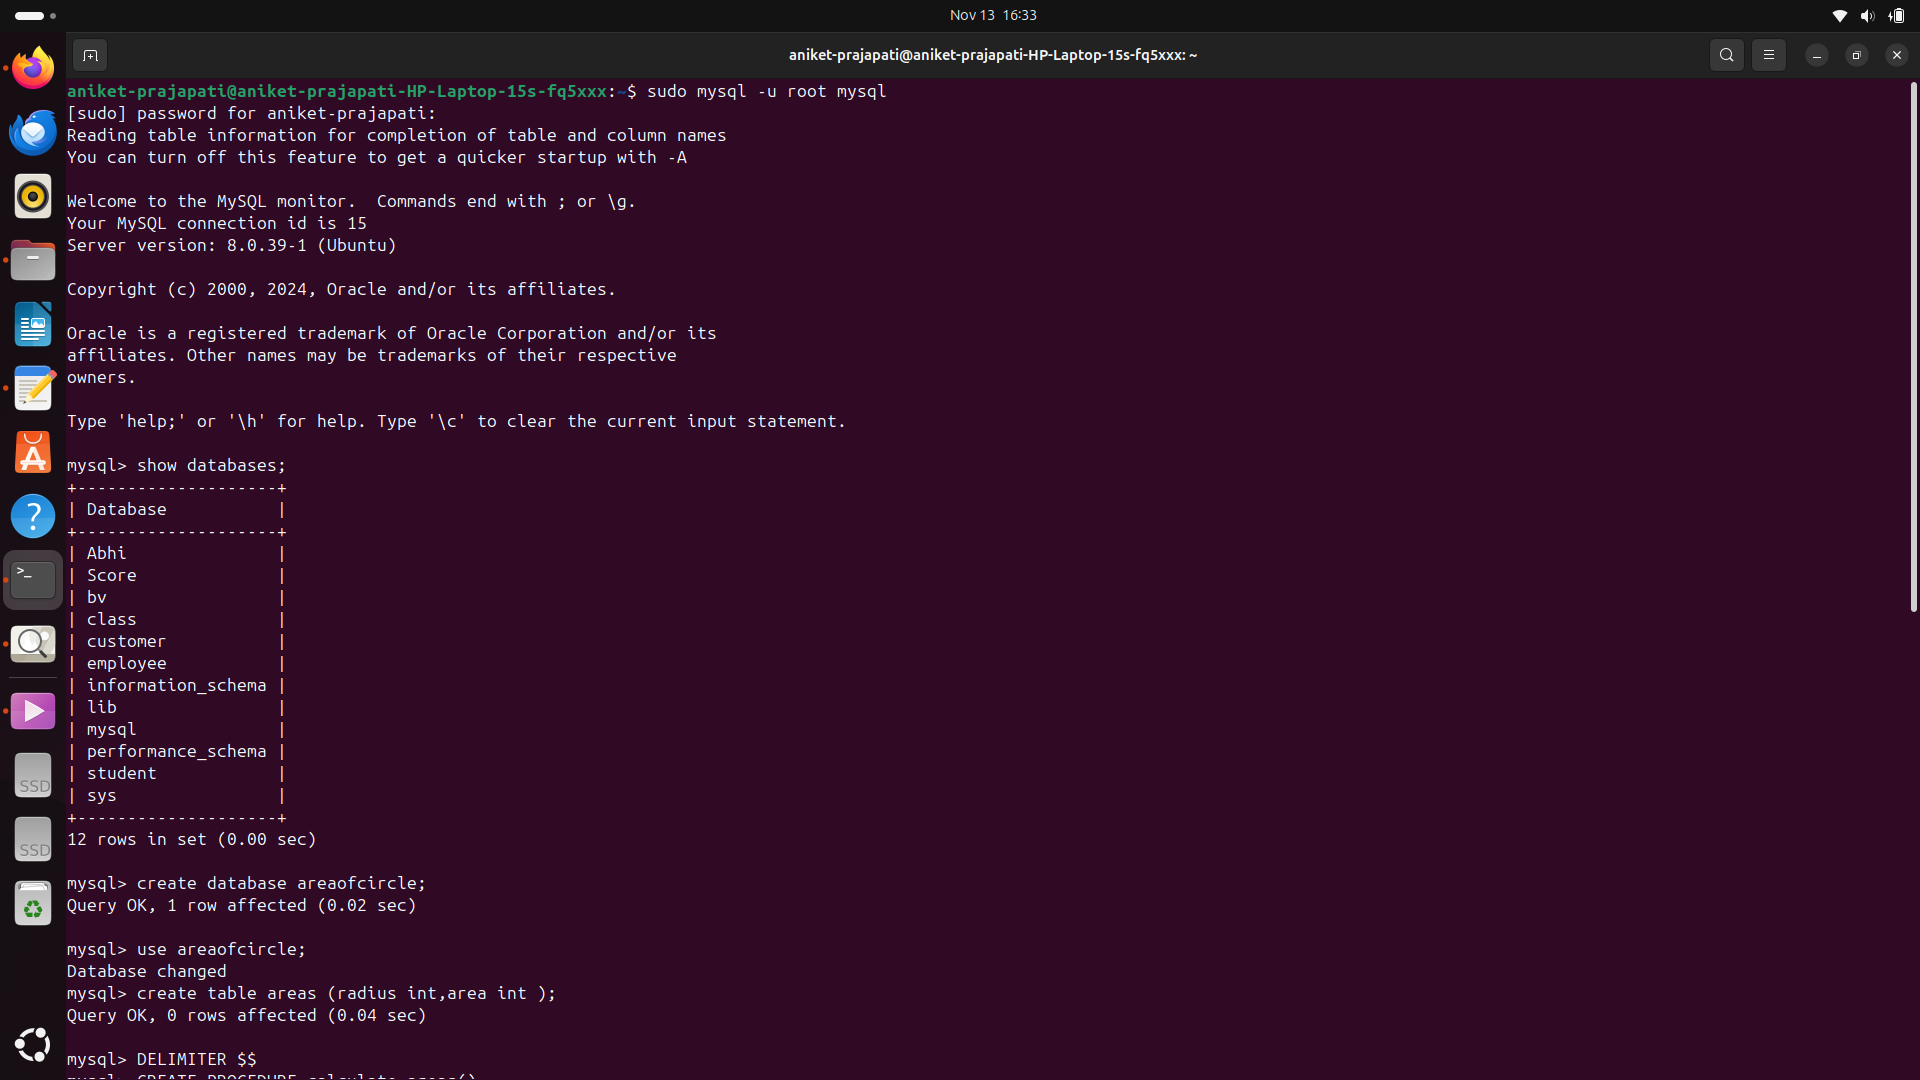 Nov 13 16:33
aniket-prajapati@aniket-prajapati-HP-Laptop-15s-fq5xxx: ~
aniket-prajapati@aniket-prajapati-HP-Laptop-15s-fq5xxx:~$ sudo mysql -u root mysql
[sudo] password for aniket-prajapati:
Reading table information for completion of table and column names
You can turn off this feature to get a quicker startup with -A
Welcome to the MySQL monitor.  Commands end with ; or \g.
Your MySQL connection id is 15
Server version: 8.0.39-1 (Ubuntu)
Copyright (c) 2000, 2024, Oracle and/or its affiliates.
Oracle is a registered trademark of Oracle Corporation and/or its
affiliates. Other names may be trademarks of their respective
owners.
Type 'help;' or '\h' for help. Type '\c' to clear the current input statement.
mysql> show databases;
+--------------------+
| Database           |
+--------------------+
| Abhi               |
| Score              |
| bv                 |
| class              |
| customer           |
| employee           |
| information_schema |
| lib                |
| mysql              |
| performance_schema |
| student            |
| sys                |
+--------------------+
12 rows in set (0.00 sec)
mysql> create database areaofcircle;
Query OK, 1 row affected (0.02 sec)
mysql> use areaofcircle;
Database changed
mysql> create table areas (radius int,area int );
Query OK, 0 rows affected (0.04 sec)
mysql> DELIMITER $$
mysql> CREATE PROCEDURE
SSD
SSD